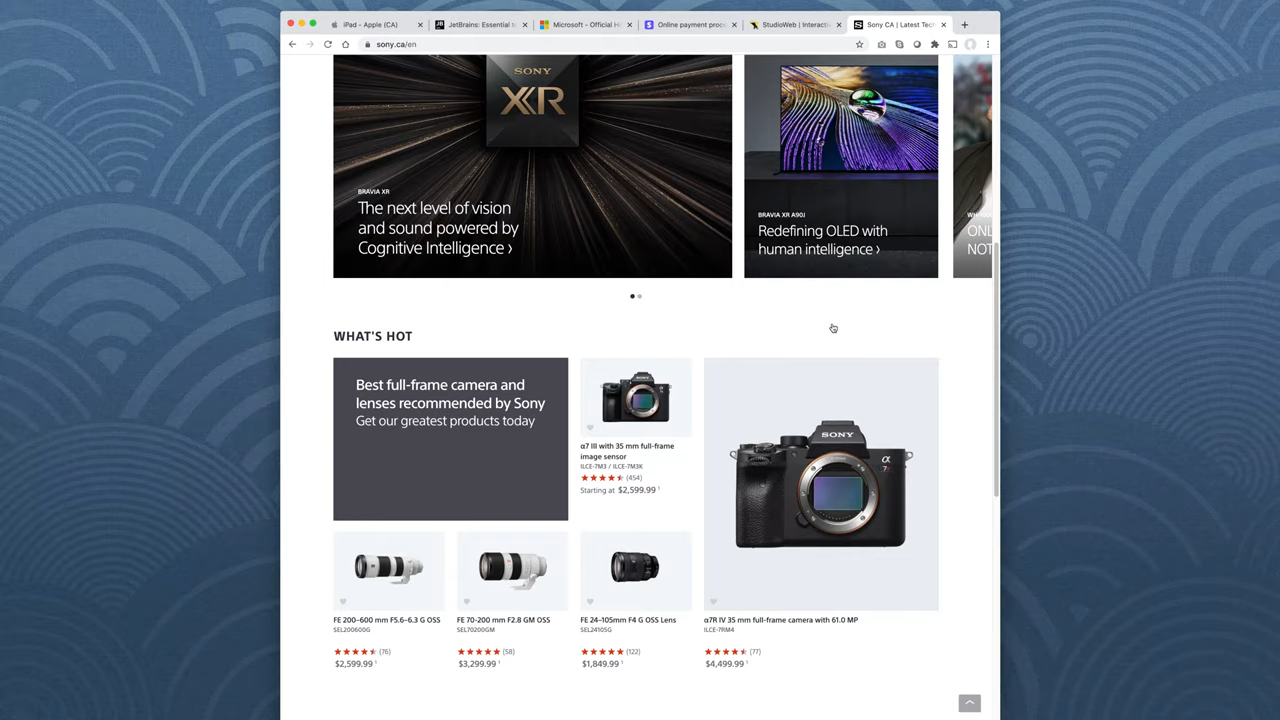 iPad - Apple (CA)
JetBrains: Essential to
Microsoft - Official H
Online payment proc
StudioWeb | Interacti
Sony CA | Latest Tech
sony.ca/en
SONY
XR
BRAVIA XR
The next level of vision
and sound powered by
Cognitive Intelligence ›
BRAVIA XR A90J
Redefining OLED with
human intelligence ›
ONL
NOT
WHAT'S HOT
Best full-frame camera and
lenses recommended by Sony
Get our greatest products today
α7 III with 35 mm full-frame
image sensor
ILCE-7M3 / ILCE-7M3K
(454)
Starting at $2,599.99 1
SONY
α
7R
FE 200–600 mm F5.6–6.3 G OSS
SEL200600G
(76)
$2,599.99 1
FE 70-200 mm F2.8 GM OSS
SEL70200GM
(58)
$3,299.99 1
FE 24–105mm F4 G OSS Lens
SEL24105G
(122)
$1,849.99 1
α7R IV 35 mm full-frame camera with 61.0 MP
ILCE-7RM4
(77)
$4,499.99 1